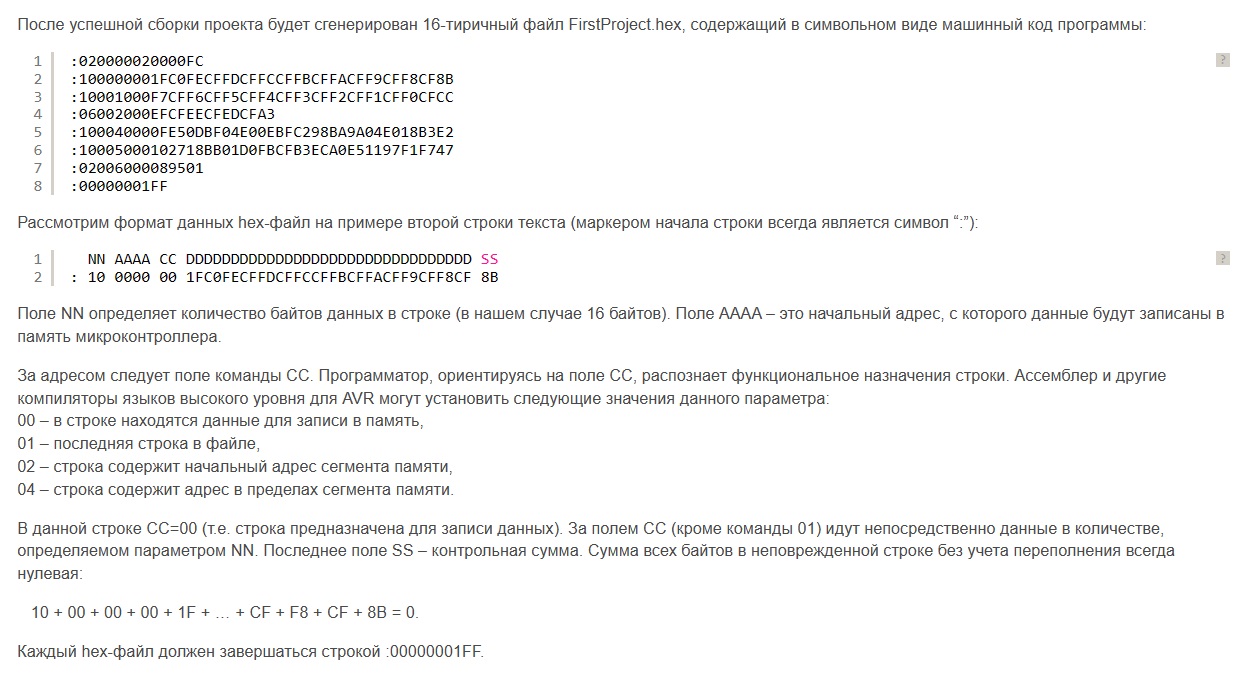 После успешной сборки проекта будет сгенерирован 16-тиричный файл FirstProject.hex, содержащий в символьном виде машинный код программы:
1 :020000020000FC
?
2 :100000001FC0FECFFDCFFCCFFBCFFACFF9CFF8CF8B
3 :10001000F7CFF6CFF5CFF4CFF3CFF2CFF1CFF0CFCC
4 :06002000EFCFEECFEDCFA3
5 :100040000FE50DBF04E00EBFC298BA9A04E018B3E2
6 :10005000102718BB01D0FBCFB3ECA0E51197F1F747
7 :02006000089501
8 :00000001FF
Рассмотрим формат данных hex-файл на примере второй строки текста (маркером начала строки всегда является символ “:”):
1 NN AAAA CC DDDDDDDDDDDDDDDDDDDDDDDDDDDDDDDD SS
?
2 : 10 0000 00 1FC0FECFFDCFFCCFFBCFFACFF9CFF8CF 8B
Поле NN определяет количество байтов данных в строке (в нашем случае 16 байтов). Поле AAAA – это начальный адрес, с которого данные будут записаны в
память микроконтроллера.
За адресом следует поле команды CC. Программатор, ориентируясь на поле CC, распознает функциональное назначения строки. Ассемблер и другие
компиляторы языков высокого уровня для AVR могут установить следующие значения данного параметра:
00 – в строке находятся данные для записи в память,
01 – последняя строка в файле,
02 – строка содержит начальный адрес сегмента памяти,
04 – строка содержит адрес в пределах сегмента памяти.
В данной строке CC=00 (т.е. строка предназначена для записи данных). За полем CC (кроме команды 01) идут непосредственно данные в количестве,
определяемом параметром NN. Последнее поле SS – контрольная сумма. Сумма всех байтов в неповрежденной строке без учета переполнения всегда
нулевая:
10 + 00 + 00 + 00 + 1F + … + CF + F8 + CF + 8B = 0.
Каждый hex-файл должен завершаться строкой :00000001FF.